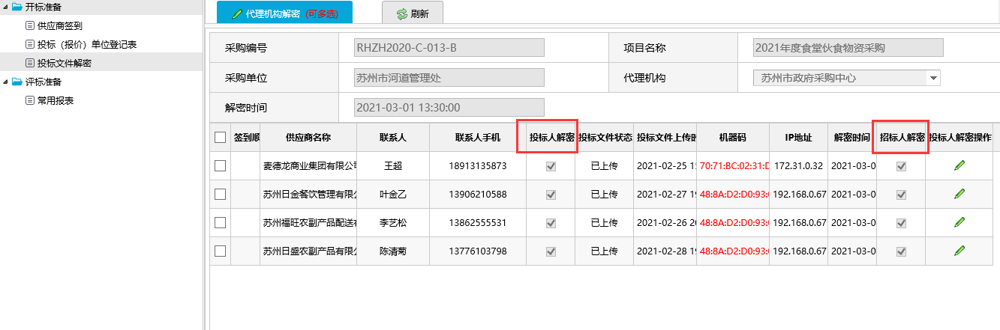 开标准备
供应商签到
投标（报价）单位登记表
投标文件解密
评标准备
常用报表
代理机构解密 (可多选) 刷新
采购编号 RHZH2020-C-013-B 项目名称 2021年度食堂伙食物资采购
采购单位 苏州市河道管理处 代理机构 苏州市政府采购中心
解密时间 2021-03-01 13:30:00
签到顺 供应商名称 联系人 联系人手机 投标人解密 投标文件状态 投标文件上传时 机器码 IP地址 解密时间 招标人解密 投标人解密操作
麦德龙商业集团有限公司 王超 18913135873 已上传 2021-02-25 15 70:71:BC:02:31:D 172.31.0.32 2021-03-0
苏州日金餐饮管理有限公 叶金乙 13906210588 已上传 2021-02-27 19 48:8A:D2:D0:93:0 192.168.0.67 2021-03-0
苏州福旺农副产品配送有 李艺松 13862555531 已上传 2021-02-26 20 48:8A:D2:D0:93:0 192.168.0.67 2021-03-0
苏州日盛农副产品有限公 陈清菊 13776103798 已上传 2021-02-28 19 48:8A:D2:D0:93:0 192.168.0.67 2021-03-0